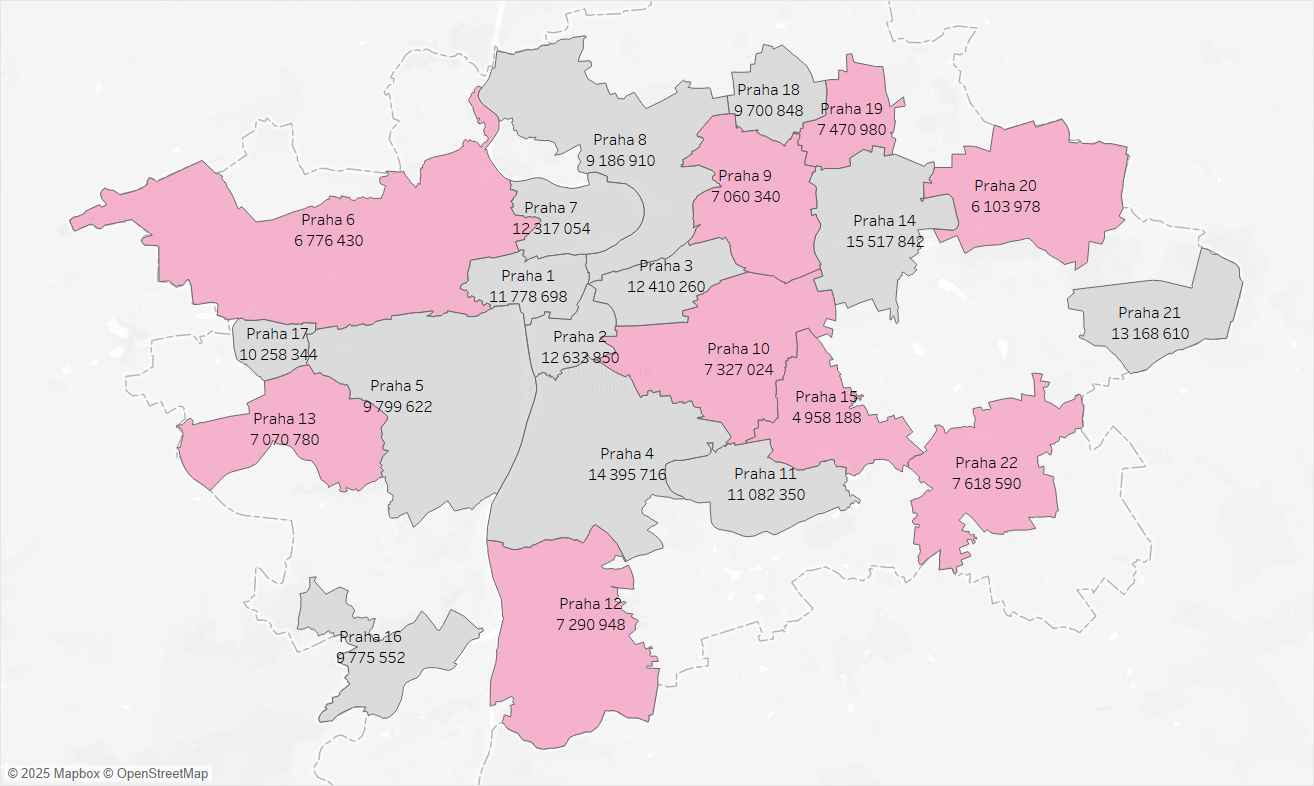 Praha 18
9 700 848
Praha 19
7 470 980
Praha 8
9 186 910
Praha 9
7 060 340
Praha 20
6 103 978
Praha 6
6 776 430
Praha 7
12 317 054
Praha 14
15 517 842
Praha 1
11 778 698
Praha 3
12 410 260
Praha 21
13 168 610
Praha 17
10 258 344
Praha 2
12 633 850
Praha 10
7 327 024
Praha 5
9 799 622
Praha 15
4 958 188
Praha 13
7 070 780
Praha 4
14 395 716
Praha 11
11 082 350
Praha 22
7 618 590
Praha 12
7 290 948
Praha 16
9 775 552
© 2025 Mapbox © OpenStreetMap